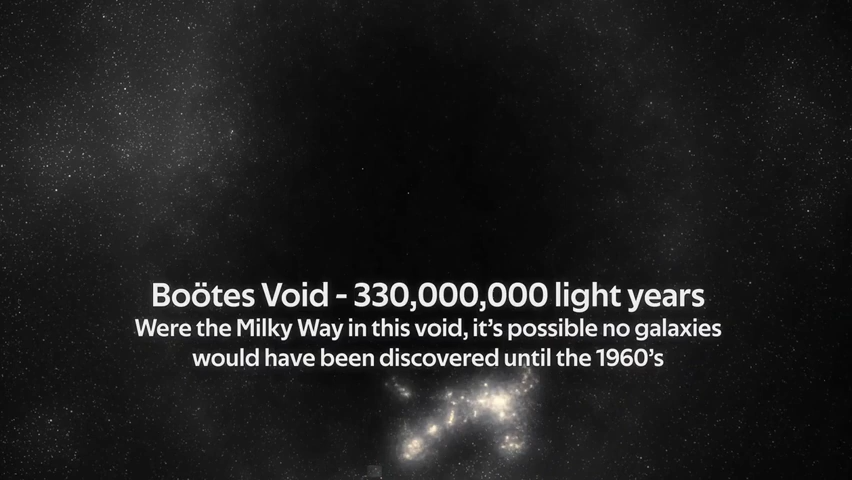 Boötes Void - 330,000,000 light years
Were the Milky Way in this void, it's possible no galaxies
would have been discovered until the 1960's